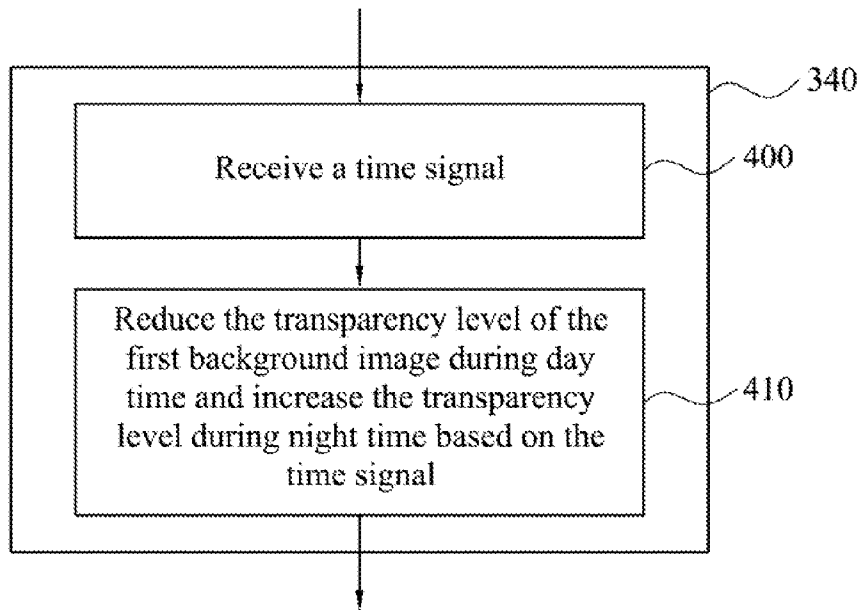 340
Receive a time signal
400
Reduce the transparency level of the
first background image during day
time and increase the transparency
level during night time based on the
time signal
410